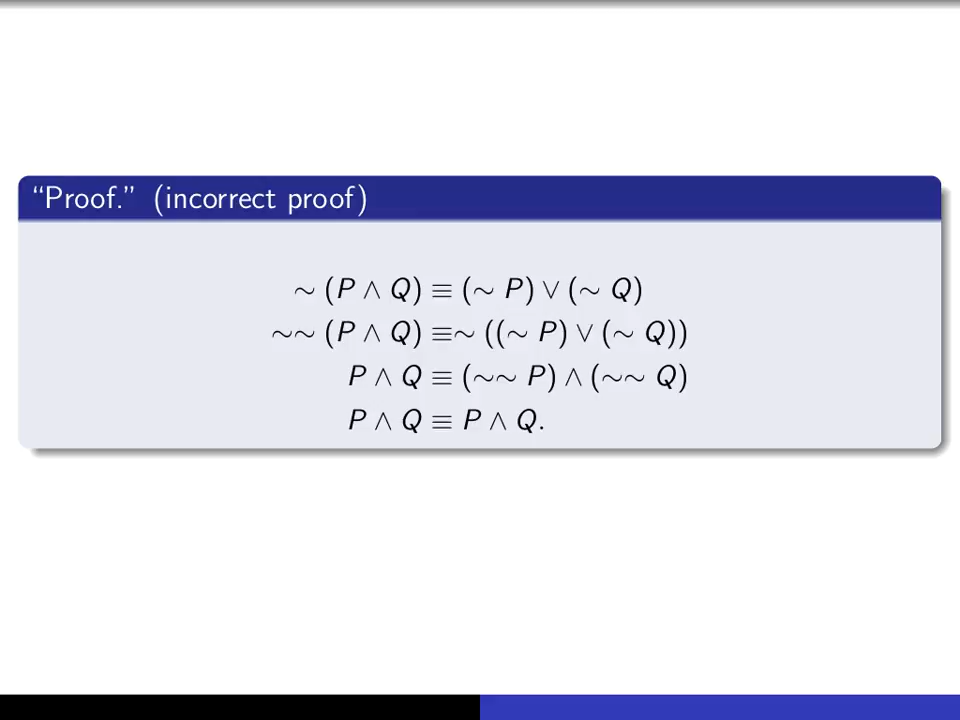 “Proof.” (incorrect proof)
∼ (P ∧ Q) ≡ (∼ P) ∨ (∼ Q)
∼∼ (P ∧ Q) ≡∼ ((∼ P) ∨ (∼ Q))
P ∧ Q ≡ (∼∼ P) ∧ (∼∼ Q)
P ∧ Q ≡ P ∧ Q.